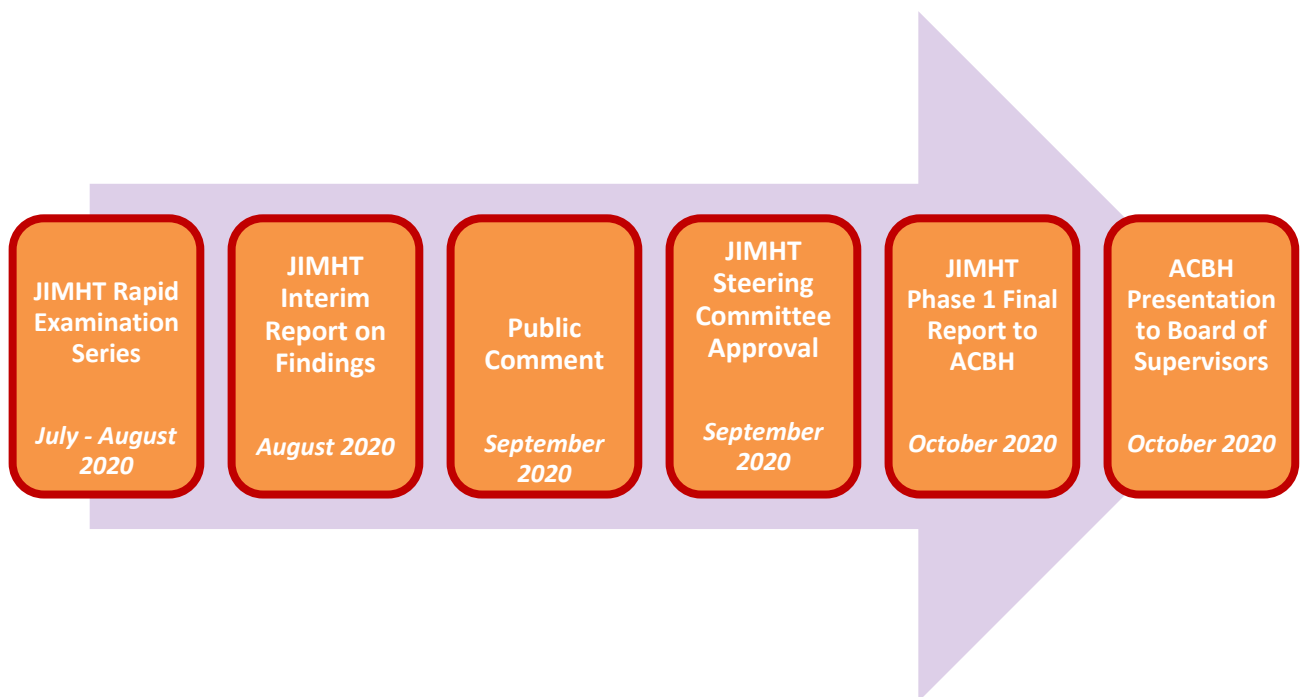 JIMHT Rapid
Examination
Series
July - August
2020
JIMHT
Interim
Report on
Findings
August 2020
Public
Comment
September
2020
JIMHT
Steering
Committee
Approval
September
2020
JIMHT
Phase 1 Final
Report to
ACBH
October 2020
ACBH
Presentation
to Board of
Supervisors
October 2020